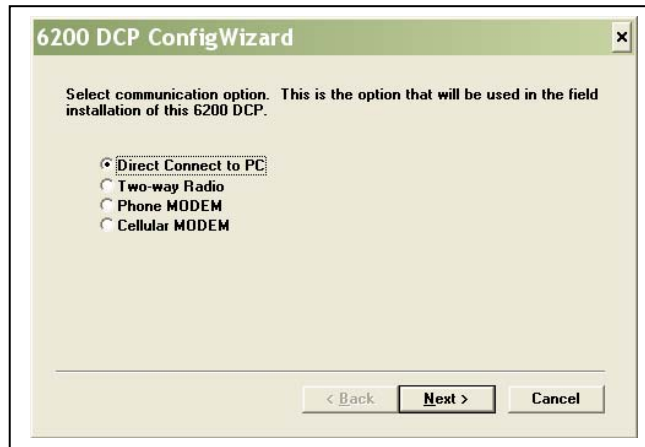 6200 DCP ConfigWizard
Select communication option.  This is the option that will be used in the field
installation of this 6200 DCP.
Direct Connect to PC
Two-way Radio
Phone MODEM
Cellular MODEM
< Back
Next >
Cancel